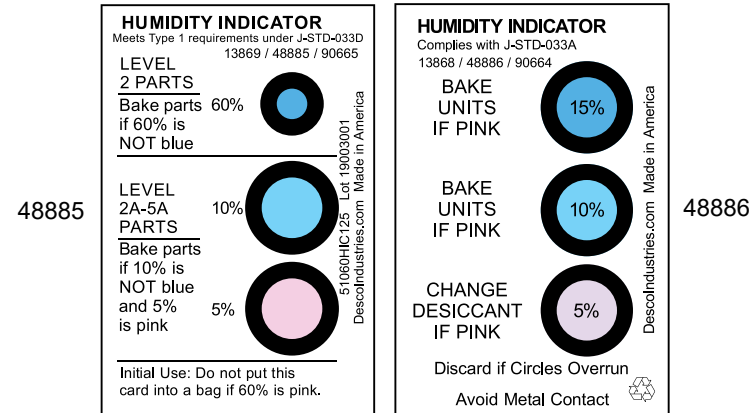 48885
HUMIDITY INDICATOR
Meets Type 1 requirements under J-STD-033D
13869 / 48885 / 90665
LEVEL
2 PARTS
Bake parts
if 60% is
NOT blue
60%
LEVEL
2A-5A
PARTS
Bake parts
if 10% is
NOT blue
and 5%
is pink
10%
5%
51060HIC125 Lot 19003001
DescoIndustries.com Made in America
Initial Use: Do not put this
card into a bag if 60% is pink.
HUMIDITY INDICATOR
Complies with J-STD-033A
13868 / 48886 / 90664
BAKE
UNITS
IF PINK
15%
BAKE
UNITS
IF PINK
10%
CHANGE
DESICCANT
IF PINK
5%
DescoIndustries.com Made in America
Discard if Circles Overrun
Avoid Metal Contact
48886